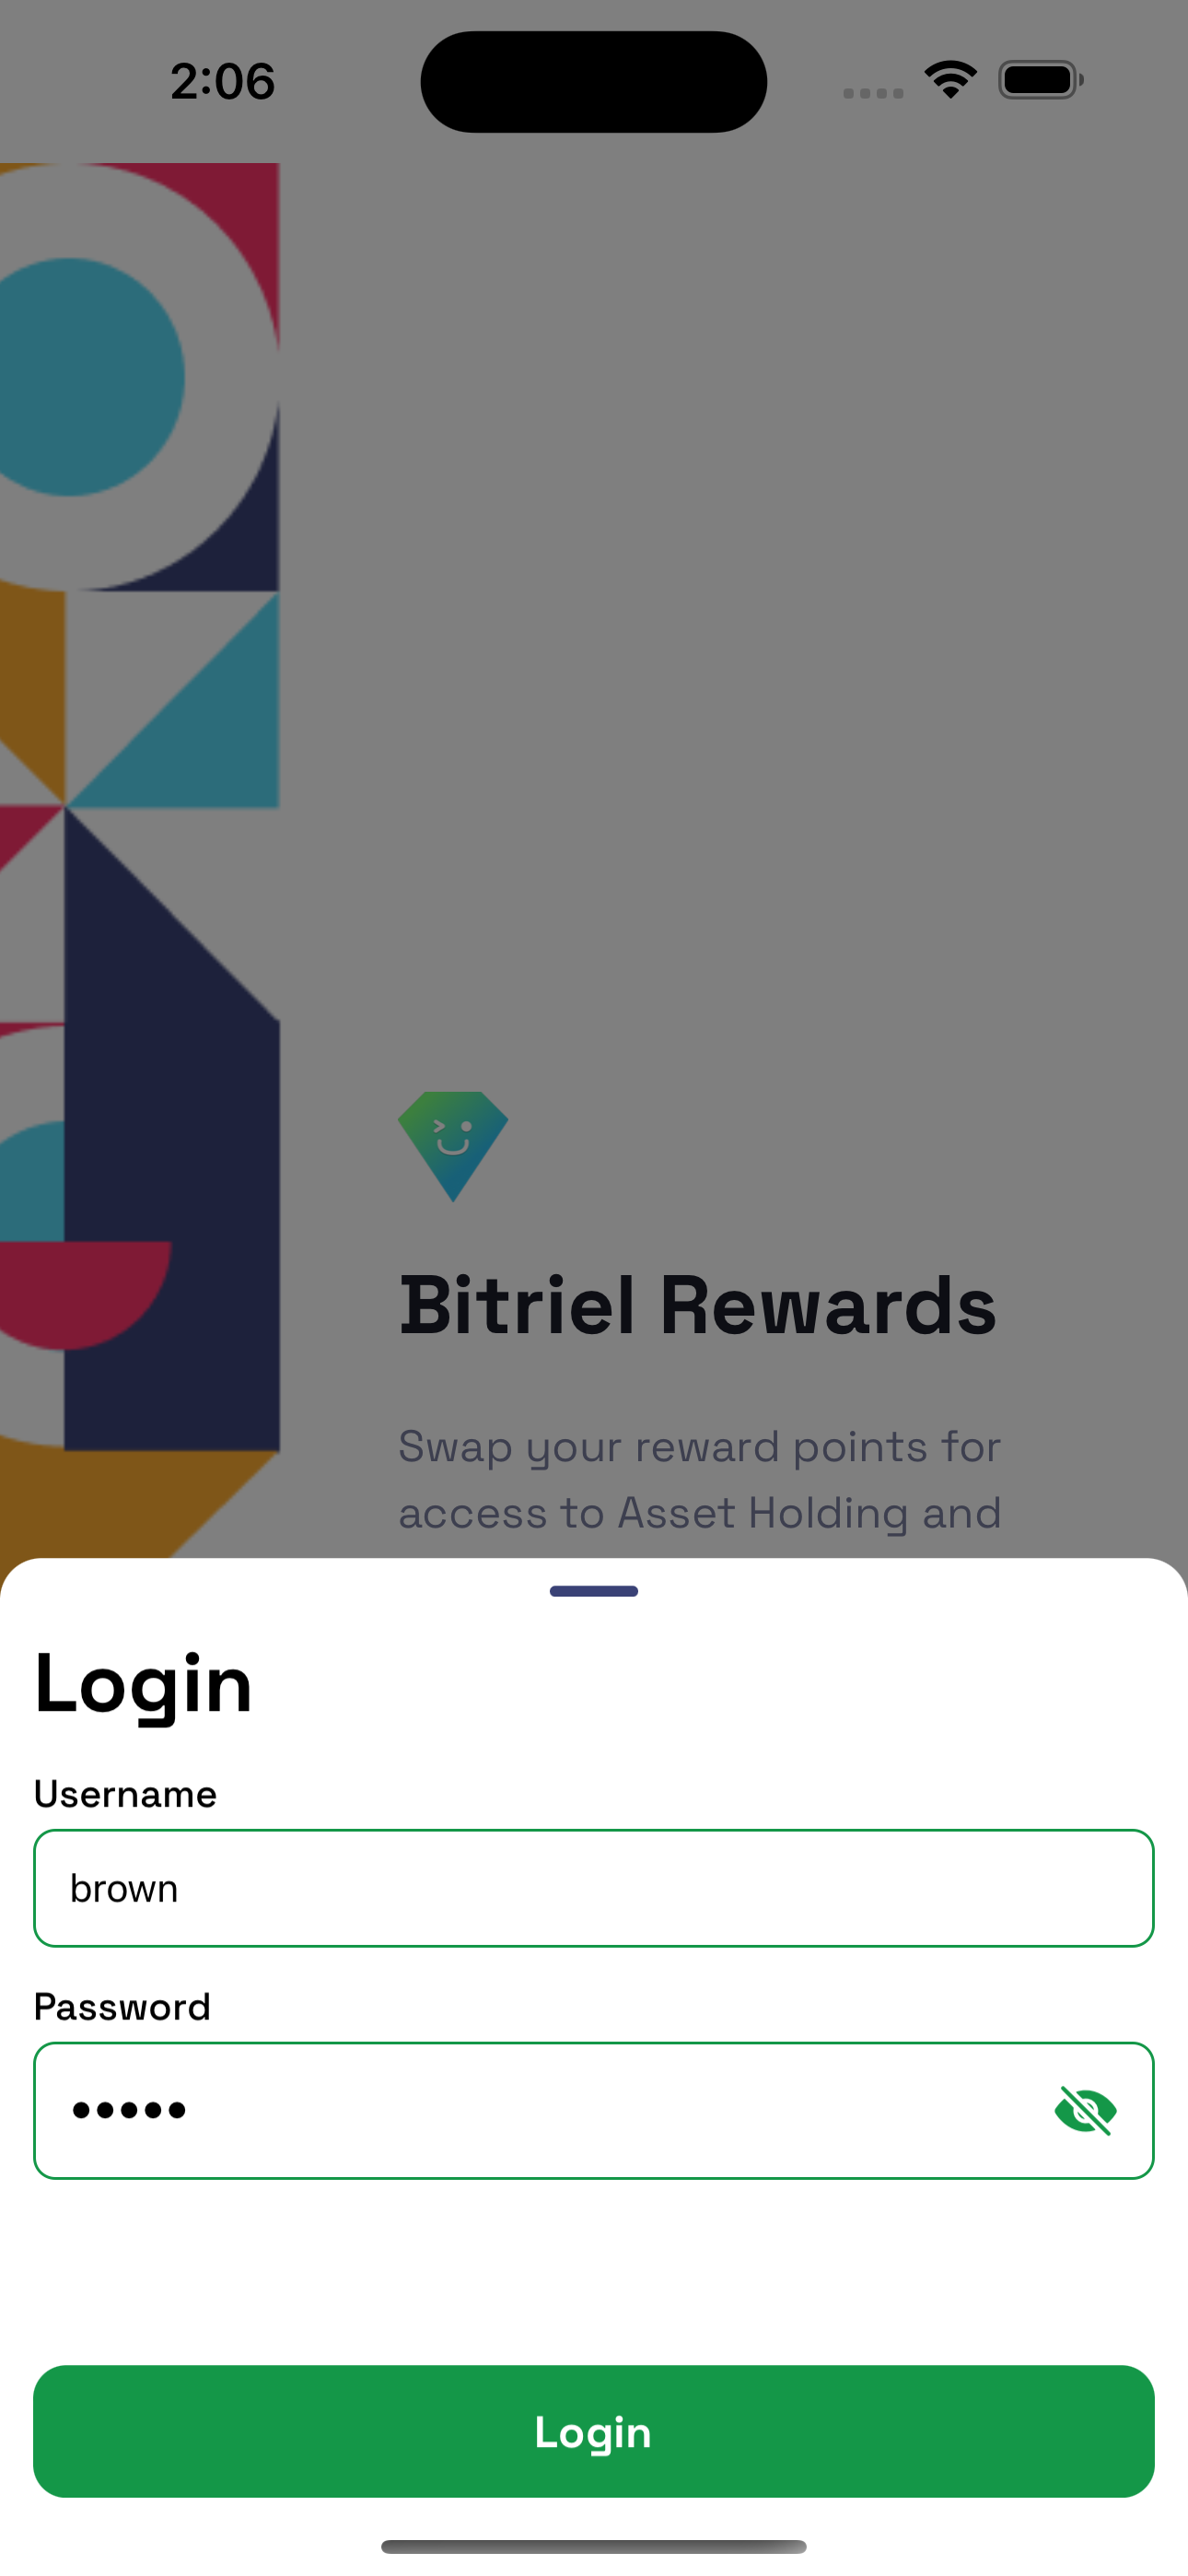 2:06
Bitriel Rewards
Swap your reward points for
access to Asset Holding and
Login
Username
brown
Password
•••••
Login